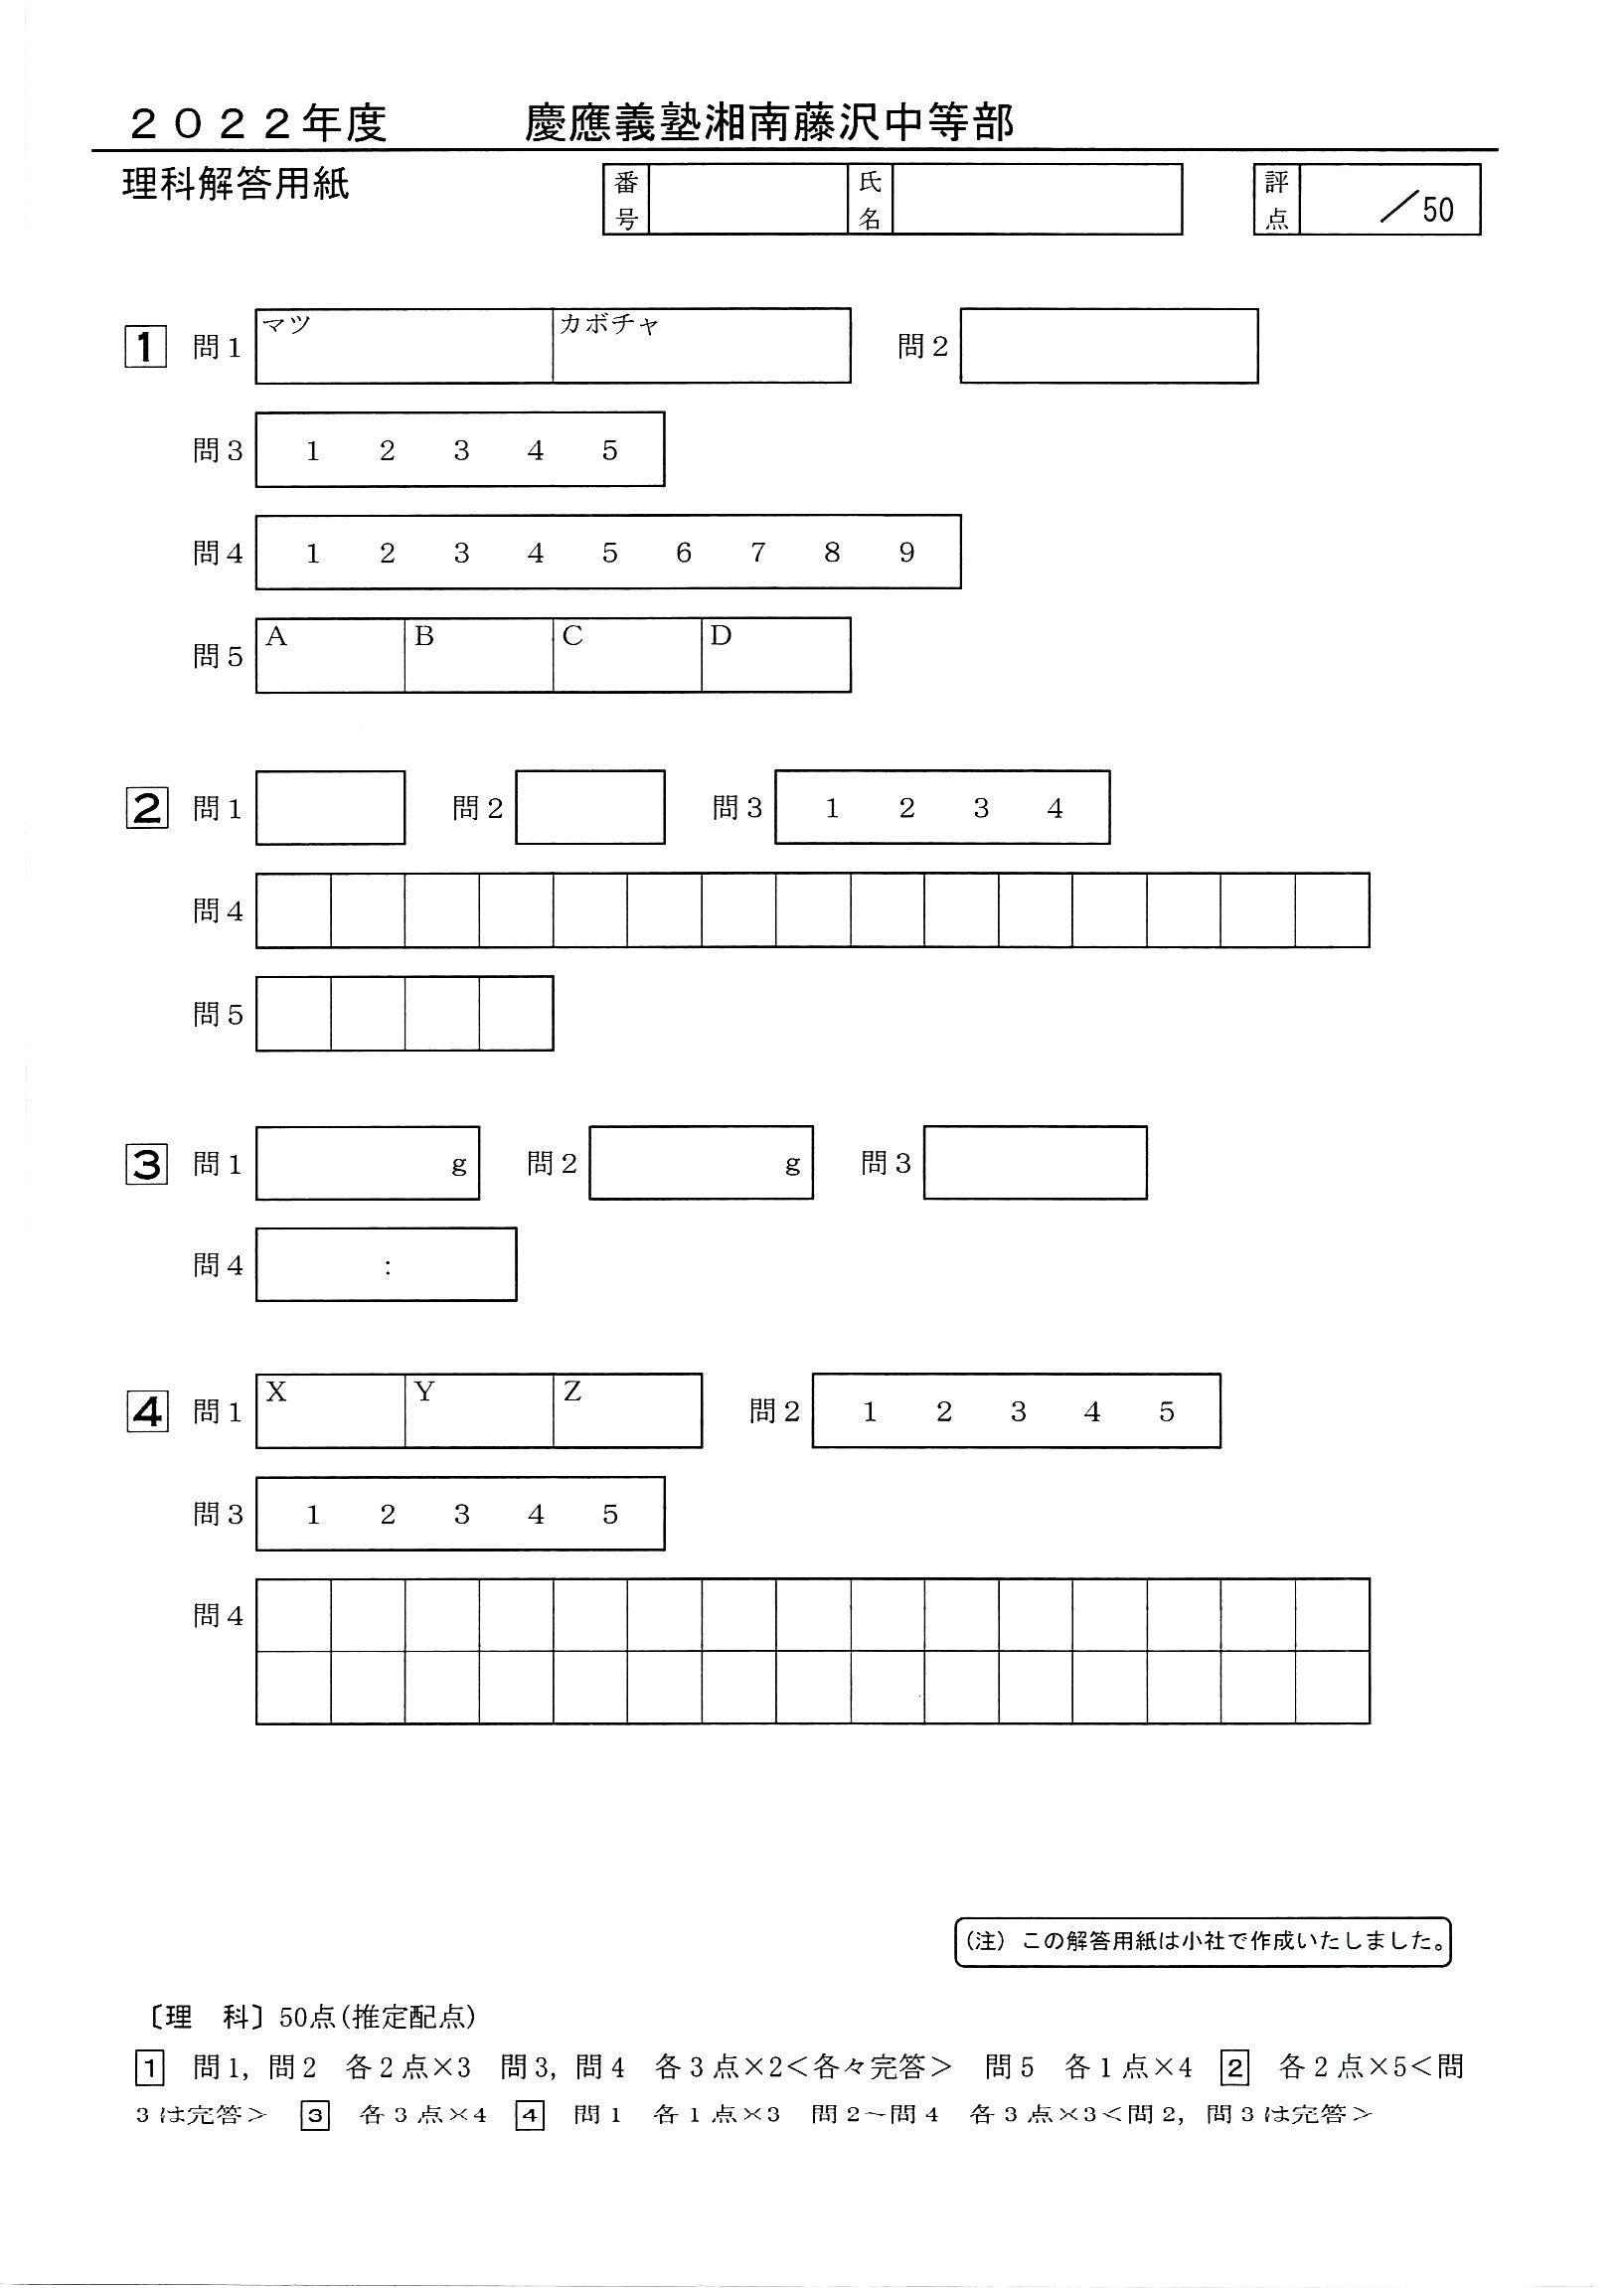 ２０２２年度　慶應義塾湘南藤沢中等部
理科解答用紙　番号　氏名　評点　／50
1　問１　マツ　カボチャ　問２
問３　1　2　3　4　5
問４　1　2　3　4　5　6　7　8　9
問５　A　B　C　D
2　問１　問２　問３　1　2　3　4
問４
問５
3　問１　g　問２　g　問３
問４　：
4　問１　X　Y　Z　問２　1　2　3　4　5
問３　1　2　3　4　5
問４
（注）この解答用紙は小社で作成いたしました。
〔理　科〕50点（推定配点）
1　問1，問2　各2点×3　問3，問4　各3点×2＜各々完答＞　問5　各1点×4　2　各2点×5＜問
3は完答＞　3　各3点×4　4　問1　各1点×3　問2～問4　各3点×3＜問2，問3は完答＞